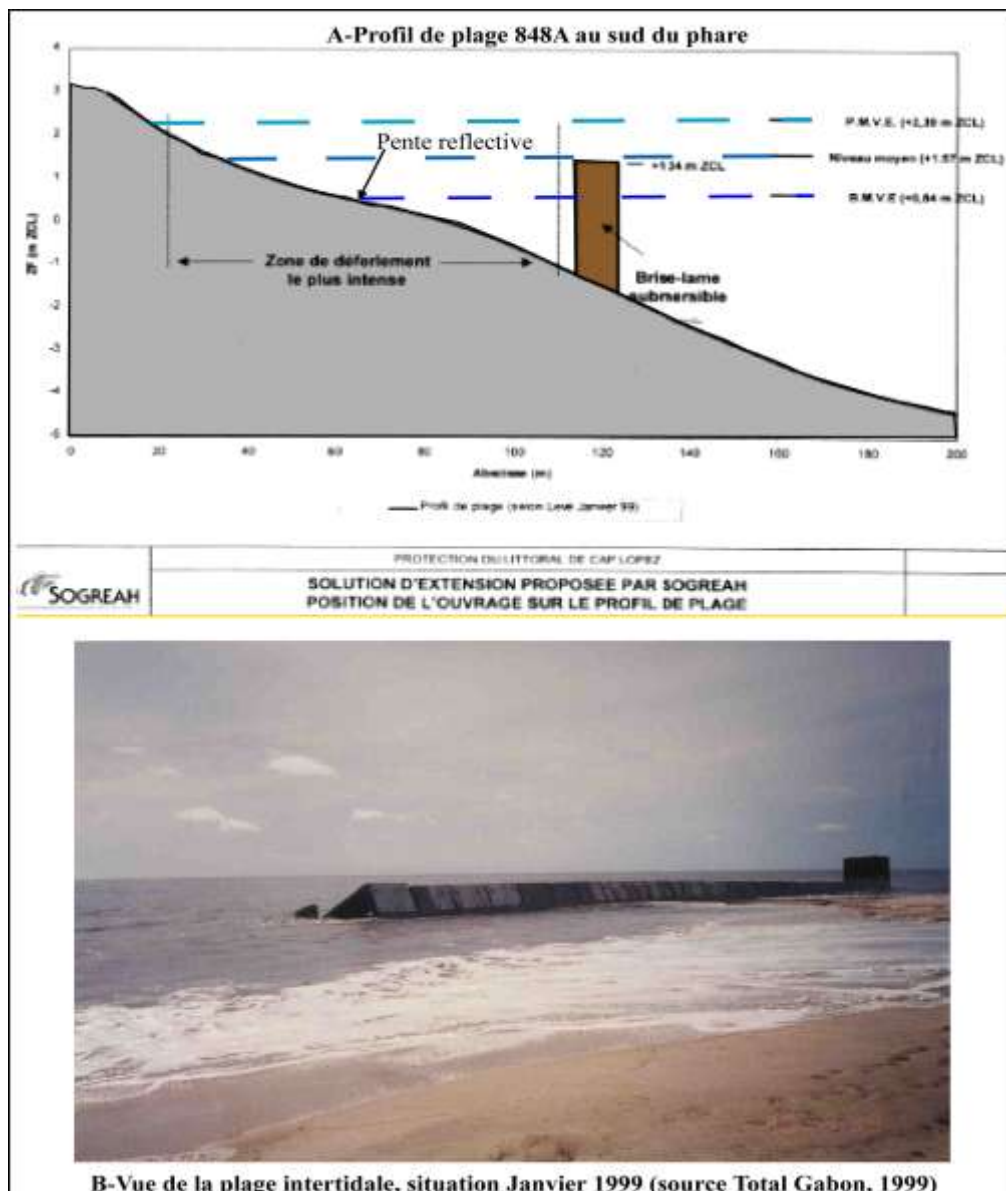 A-Profil de plage 848A au sud du phare
4
3
2
1
0
-1
-2
-3
-4
-5
ZF (m ZCL)
P.M.V.E. (+2,30 m ZCL)
Pente reflective
Niveau moyen (+1.57 m ZCL)
+134 m ZCL
B.M.V.E (+0,64 m ZCL)
Zone de déferlement
le plus intense
Brise-lame
submersible
0 20 40 60 80 100 120 140 160 180 200
Abscisse (m)
Profil de plage (selon Levé Janvier 99)
PROTECTION DU LITTORAL DE CAP LOPEZ
SOGREAH
SOLUTION D'EXTENSION PROPOSEE PAR SOGREAH
POSITION DE L'OUVRAGE SUR LE PROFIL DE PLAGE
B-Vue de la plage intertidale, situation Janvier 1999 (source Total Gabon, 1999)